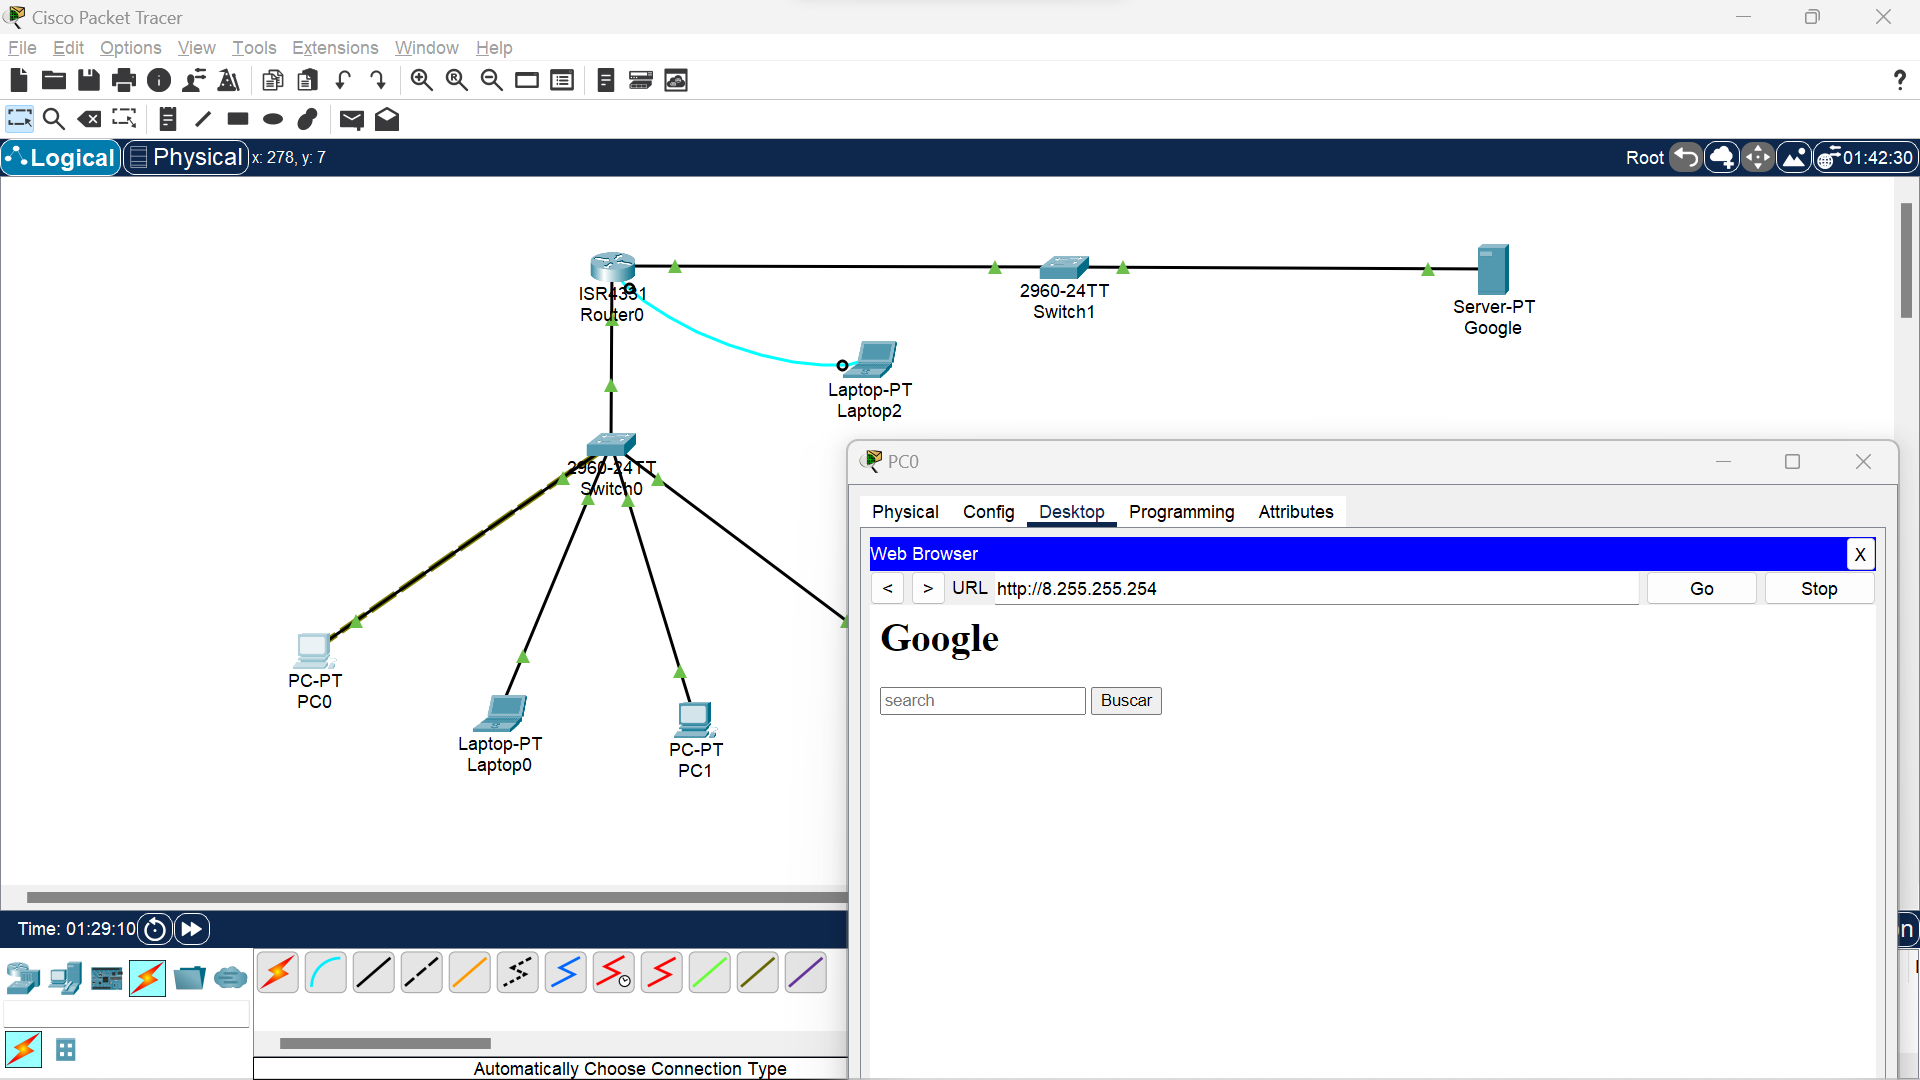 Cisco Packet Tracer
File Edit Options View Tools Extensions Window Help
?
Logical Physical x: 278, y: 7 Root 01:42:30
ISR4331
Router0
2960-24TT
Switch1
Server-PT
Google
Laptop-PT
Laptop2
2960-24TT
Switch0
PC-PT
PC0
Laptop-PT
Laptop0
PC-PT
PC1
PC0
Physical Config Desktop Programming Attributes
Web Browser X
< > URL http://8.255.255.254 Go Stop
Google
search Buscar
Time: 01:29:10
Automatically Choose Connection Type